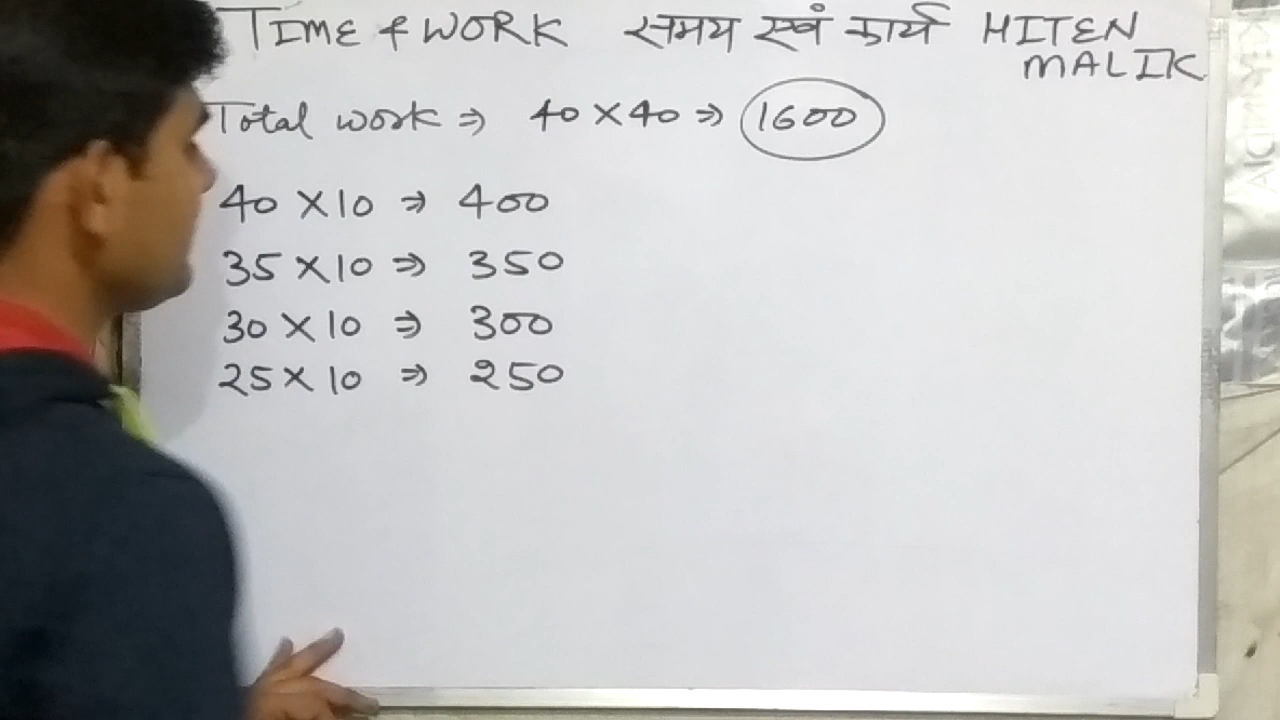 TIME & WORK समय स्वं कार्य HITEN
MALIK
Total work ⇒ 40 × 40 ⇒ 1600
40 × 10 ⇒ 400
35 × 10 ⇒ 350
30 × 10 ⇒ 300
25 × 10 ⇒ 250